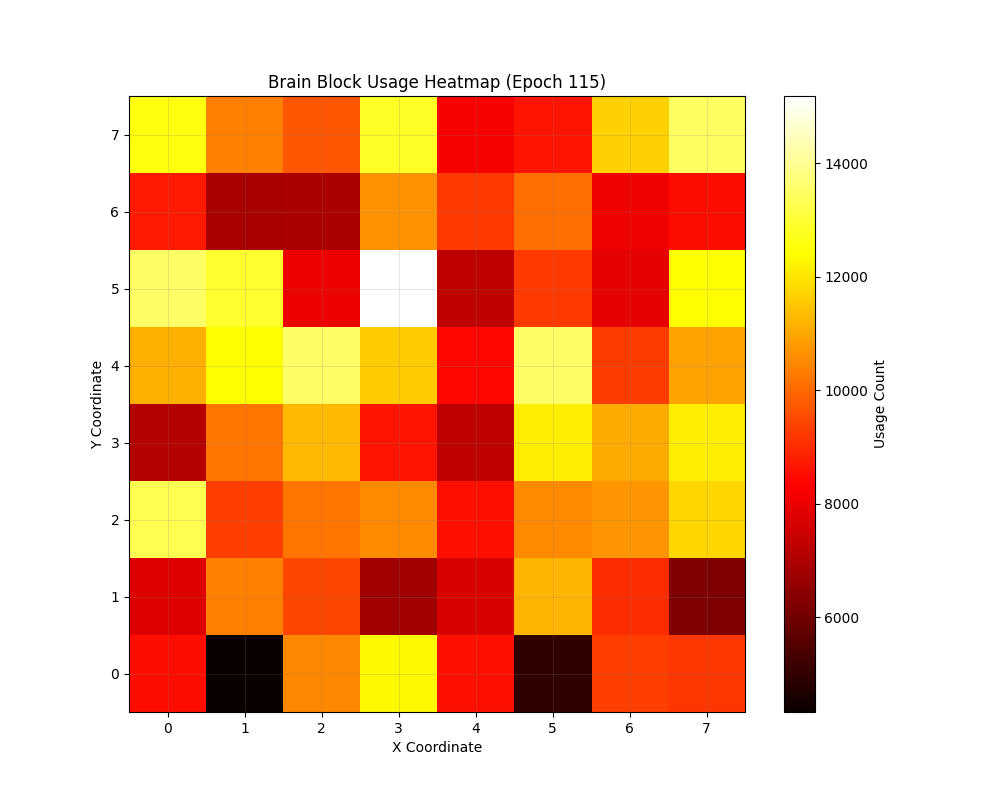 Brain Block Usage Heatmap (Epoch 115)
7
6
5
4
3
2
1
0
Y Coordinate
0 1 2 3 4 5 6 7
X Coordinate
14000
12000
10000
8000
6000
Usage Count